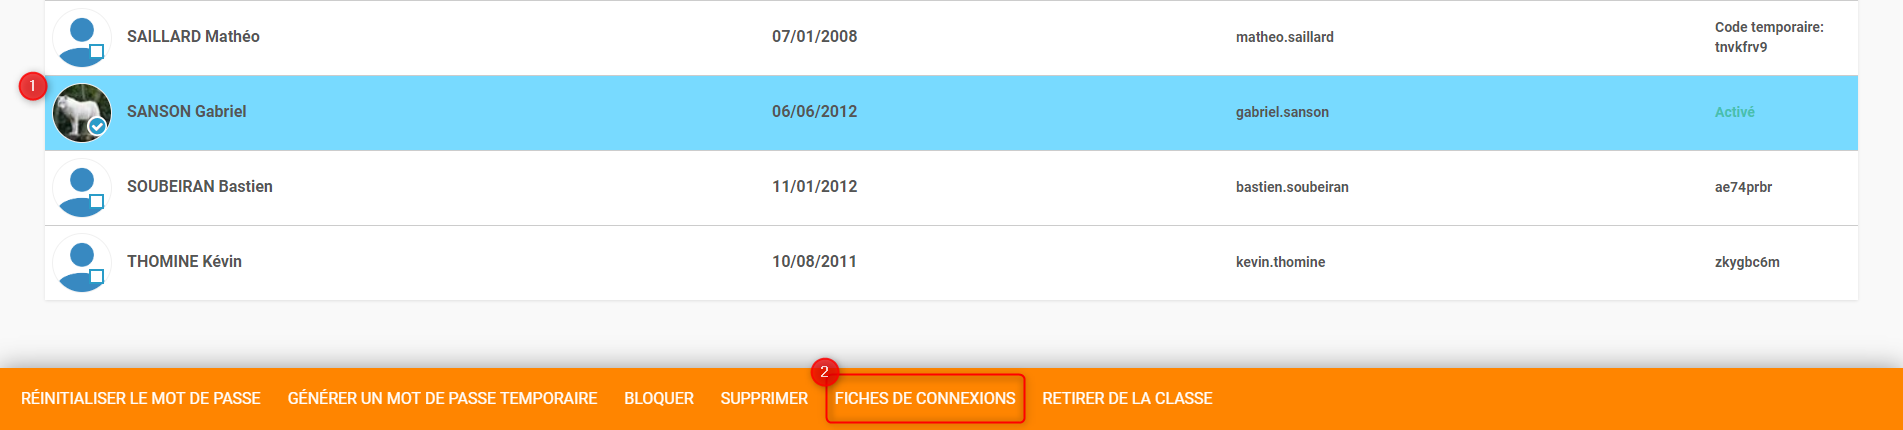 SAILLARD Mathéo 07/01/2008 matheo.saillard Code temporaire:
tnvkfrv9
1
SANSON Gabriel 06/06/2012 gabriel.sanson Activé
SOUBEIRAN Bastien 11/01/2012 bastien.soubeiran ae74prbr
THOMINE Kévin 10/08/2011 kevin.thomine zkygbc6m
2
RÉINITIALISER LE MOT DE PASSE GÉNÉRER UN MOT DE PASSE TEMPORAIRE BLOQUER SUPPRIMER FICHES DE CONNEXIONS RETIRER DE LA CLASSE